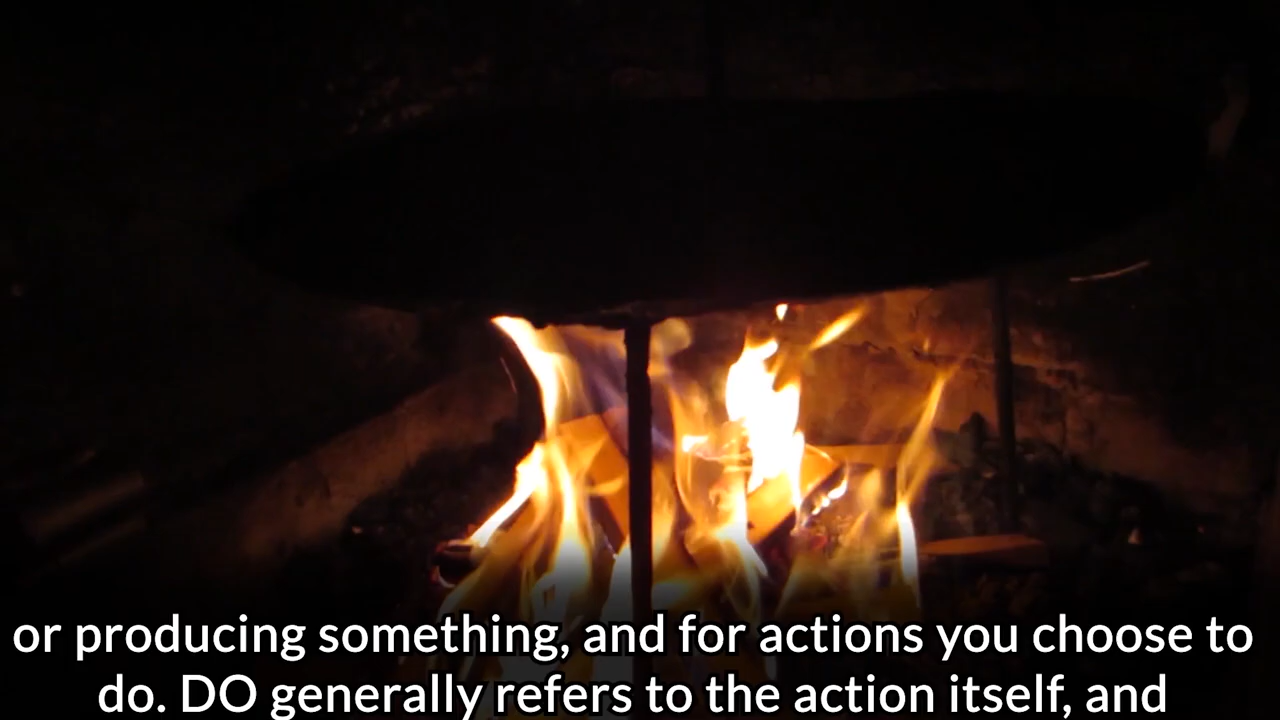 or producing something, and for actions you choose to
do. DO generally refers to the action itself, and